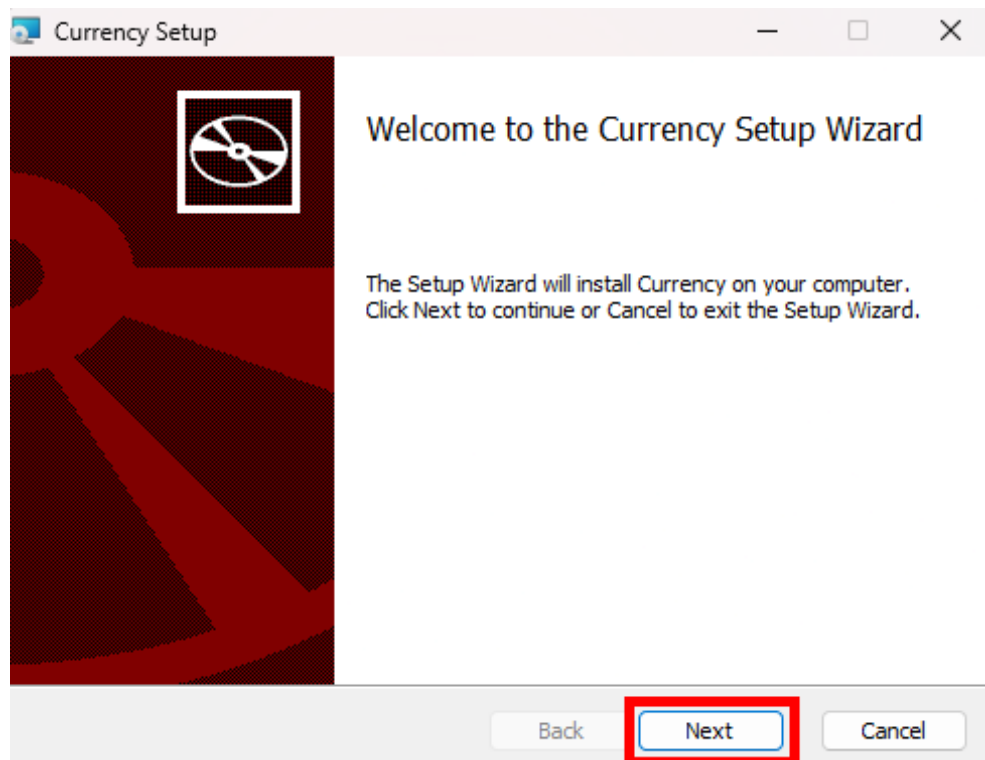 Currency Setup
Welcome to the Currency Setup Wizard
The Setup Wizard will install Currency on your computer.
Click Next to continue or Cancel to exit the Setup Wizard.
Back Next Cancel